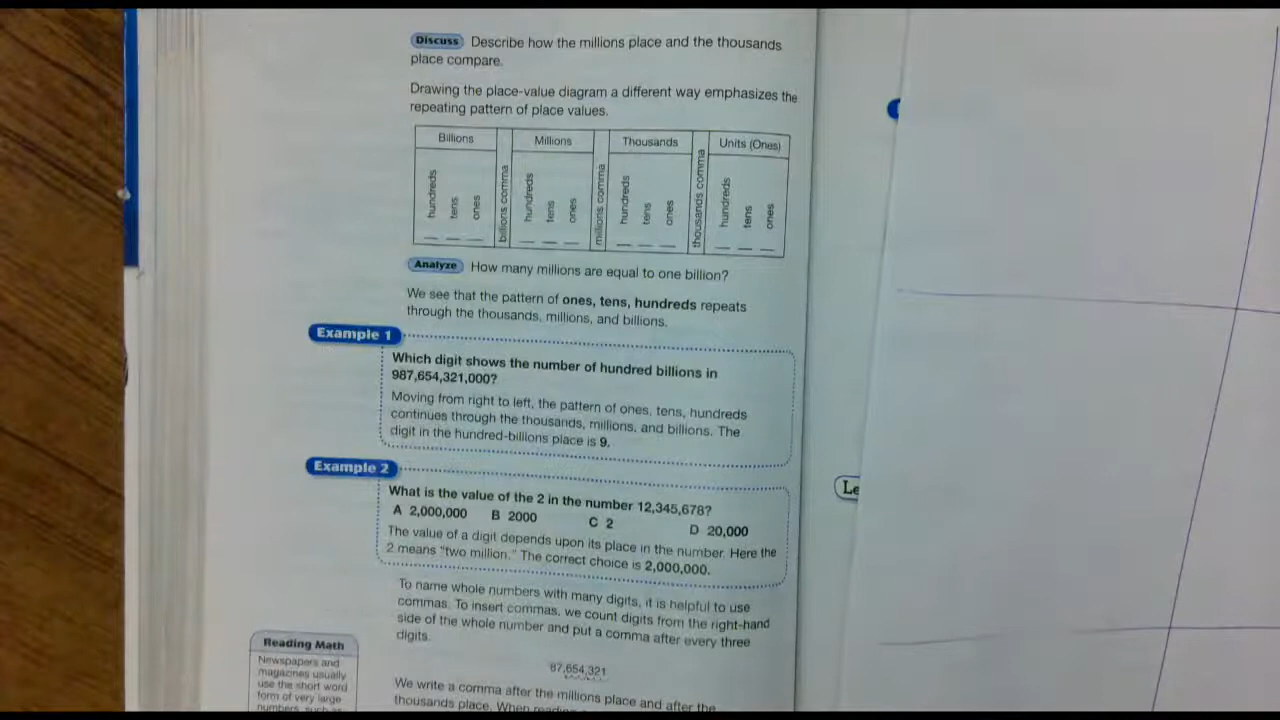 Discuss Describe how the millions place and the thousands
place compare.
Drawing the place-value diagram a different way emphasizes the
repeating pattern of place values.
Billions Millions Thousands Units (Ones)
hundreds tens ones billions comma hundreds tens ones millions comma hundreds tens ones thousands comma hundreds tens ones
Analyze How many millions are equal to one billion?
We see that the pattern of ones, tens, hundreds repeats
through the thousands, millions, and billions.
Example 1
Which digit shows the number of hundred billions in
987,654,321,000?
Moving from right to left, the pattern of ones, tens, hundreds
continues through the thousands, millions, and billions. The
digit in the hundred-billions place is 9.
Example 2
What is the value of the 2 in the number 12,345,678?
A 2,000,000 B 2000 C 2 D 20,000
The value of a digit depends upon its place in the number. Here the
2 means "two million." The correct choice is 2,000,000.
To name whole numbers with many digits, it is helpful to use
commas. To insert commas, we count digits from the right-hand
side of the whole number and put a comma after every three
digits.
87,654,321
We write a comma after the millions place and after the
thousands place. When reading
Reading Math
Newspapers and
magazines usually
use the short word
form of very large
numbers, such as
Le